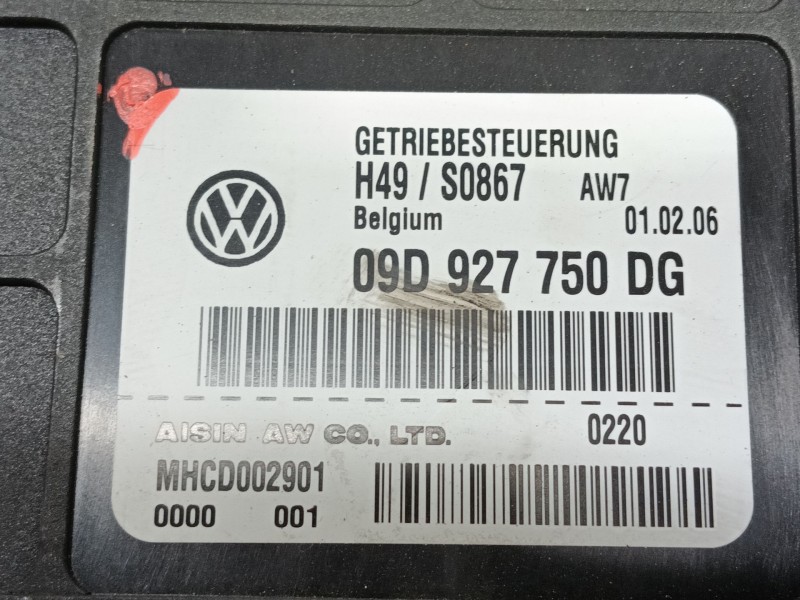 GETRIEBESTEUERUNG
H49 / S0867 AW7
Belgium 01.02.06
09D 927 750 DG
AISIN AW CO., LTD. 0220
MHCD002901
0000 001